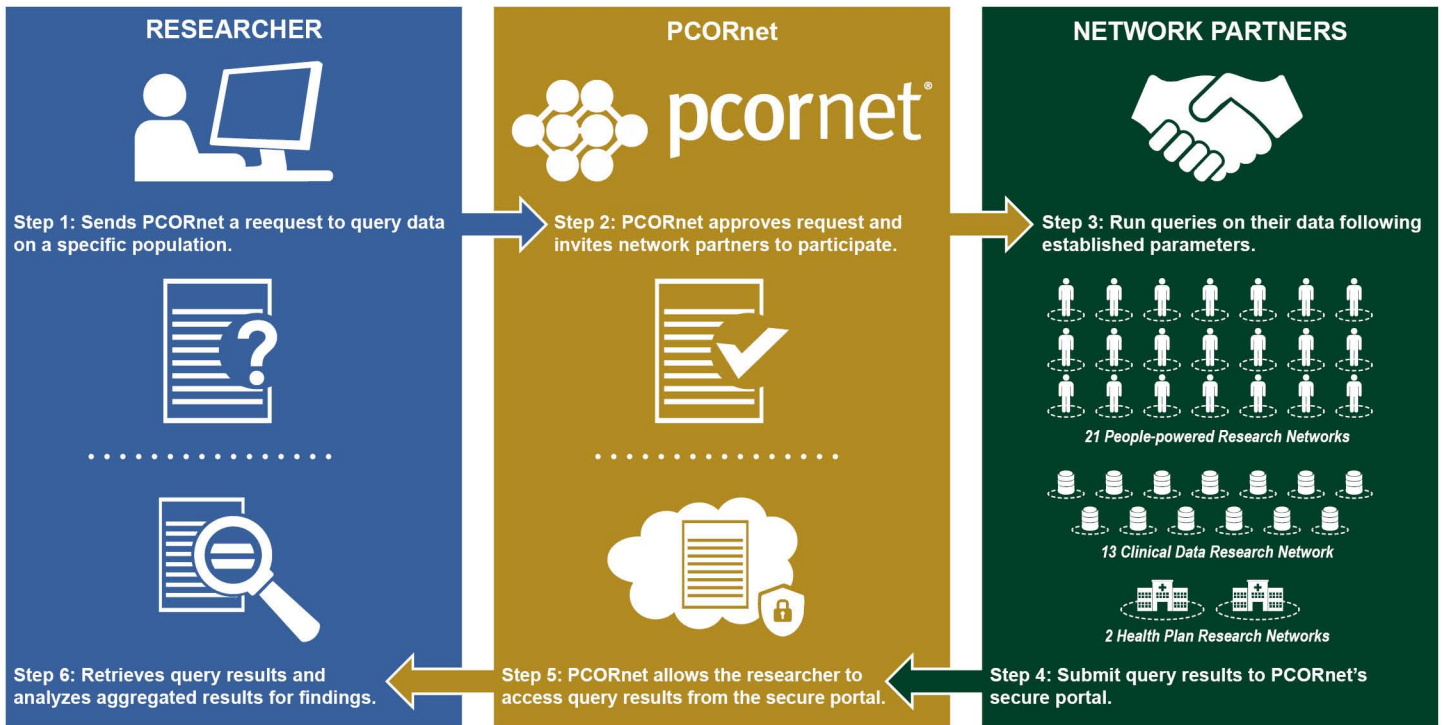 RESEARCHER
Step 1: Sends PCORnet a reequest to query data
on a specific population.
?
Step 6: Retrieves query results and
analyzes aggregated results for findings.
PCORnet
pcornet®
Step 2: PCORnet approves request and
invites network partners to participate.
Step 5: PCORnet allows the researcher to
access query results from the secure portal.
NETWORK PARTNERS
Step 3: Run queries on their data following
established parameters.
21 People-powered Research Networks
13 Clinical Data Research Network
2 Health Plan Research Networks
Step 4: Submit query results to PCORnet’s
secure portal.